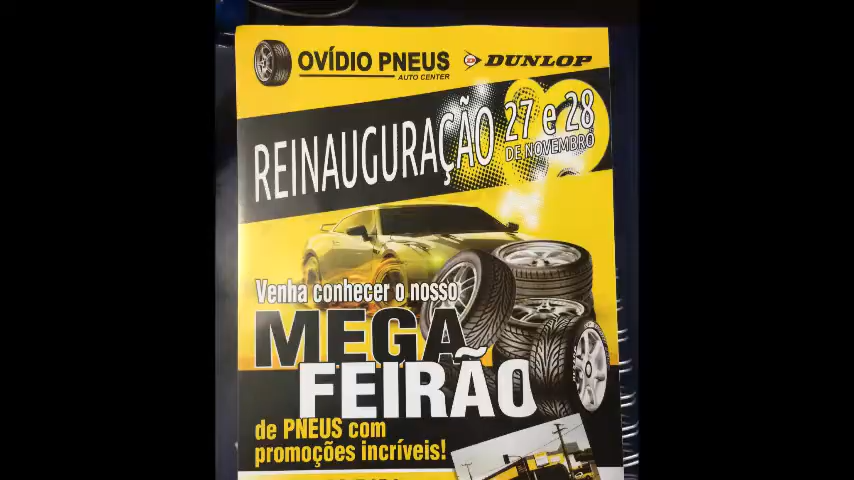 OVÍDIO PNEUS
AUTO CENTER
DUNLOP
REINAUGURAÇÃO
27 e 28
DE NOVEMBRO
Venha conhecer o nosso
MEGA
FEIRÃO
de PNEUS com
promoções incríveis!